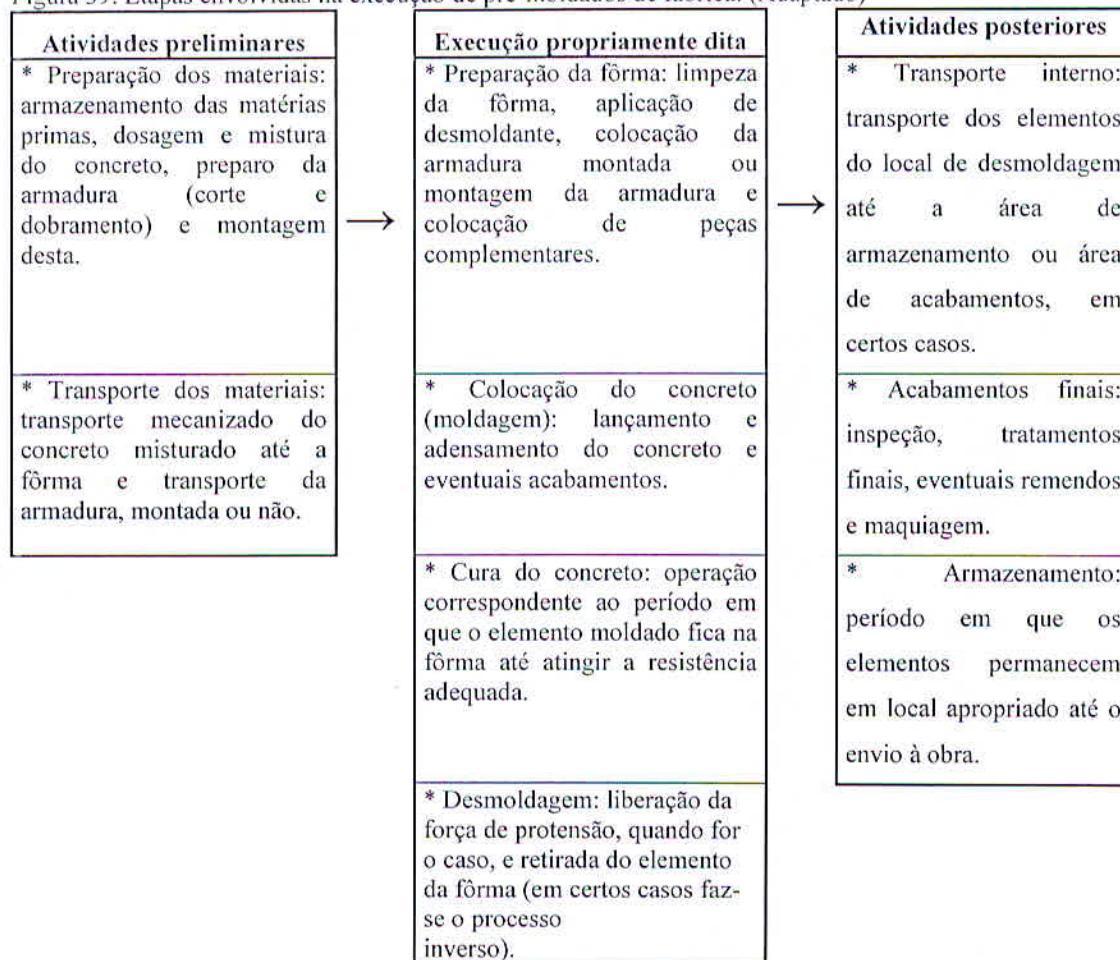 Atividades preliminares
* Preparação dos materiais:
armazenamento das matérias
primas, dosagem e mistura
do concreto, preparo da
armadura (corte e
dobramento) e montagem
desta.
* Transporte dos materiais:
transporte mecanizado do
concreto misturado até a
fôrma e transporte da
armadura, montada ou não.
→
Execução propriamente dita
* Preparação da fôrma: limpeza
da fôrma, aplicação de
desmoldante, colocação da
armadura montada ou
montagem da armadura e
colocação de peças
complementares.
* Colocação do concreto
(moldagem): lançamento e
adensamento do concreto e
eventuais acabamentos.
* Cura do concreto: operação
correspondente ao período em
que o elemento moldado fica na
fôrma até atingir a resistência
adequada.
* Desmoldagem: liberação da
força de protensão, quando for
o caso, e retirada do elemento
da fôrma (em certos casos faz-
se o processo
inverso).
→
Atividades posteriores
* Transporte interno:
transporte dos elementos
do local de desmoldagem
até a área de
armazenamento ou área
de acabamentos, em
certos casos.
* Acabamentos finais:
inspeção, tratamentos
finais, eventuais remendos
e maquiagem.
* Armazenamento:
período em que os
elementos permanecem
em local apropriado até o
envio à obra.